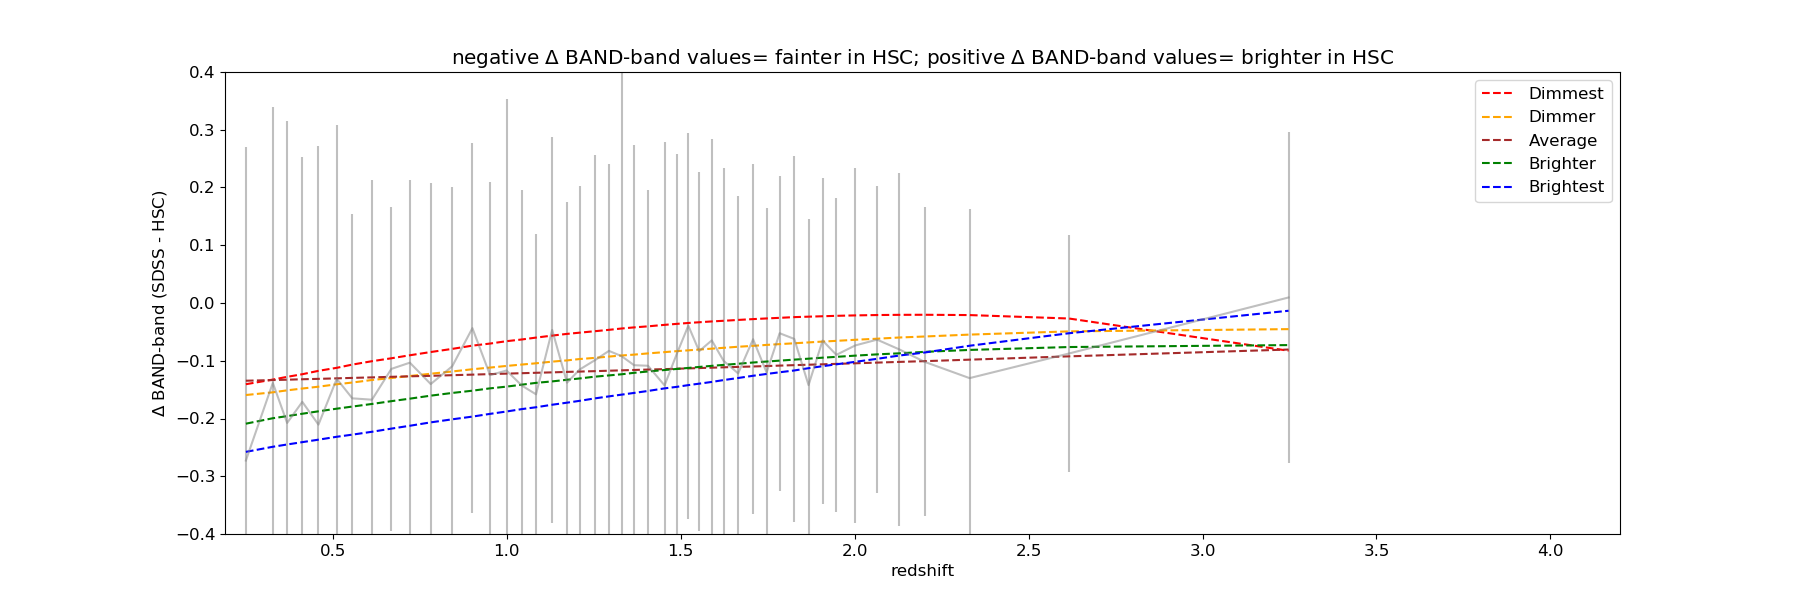 negative Δ BAND-band values= fainter in HSC; positive Δ BAND-band values= brighter in HSC
Δ BAND-band (SDSS - HSC)
0.4
0.3
0.2
0.1
0.0
−0.1
−0.2
−0.3
−0.4
Dimmest
Dimmer
Average
Brighter
Brightest
0.5 1.0 1.5 2.0 2.5 3.0 3.5 4.0
redshift